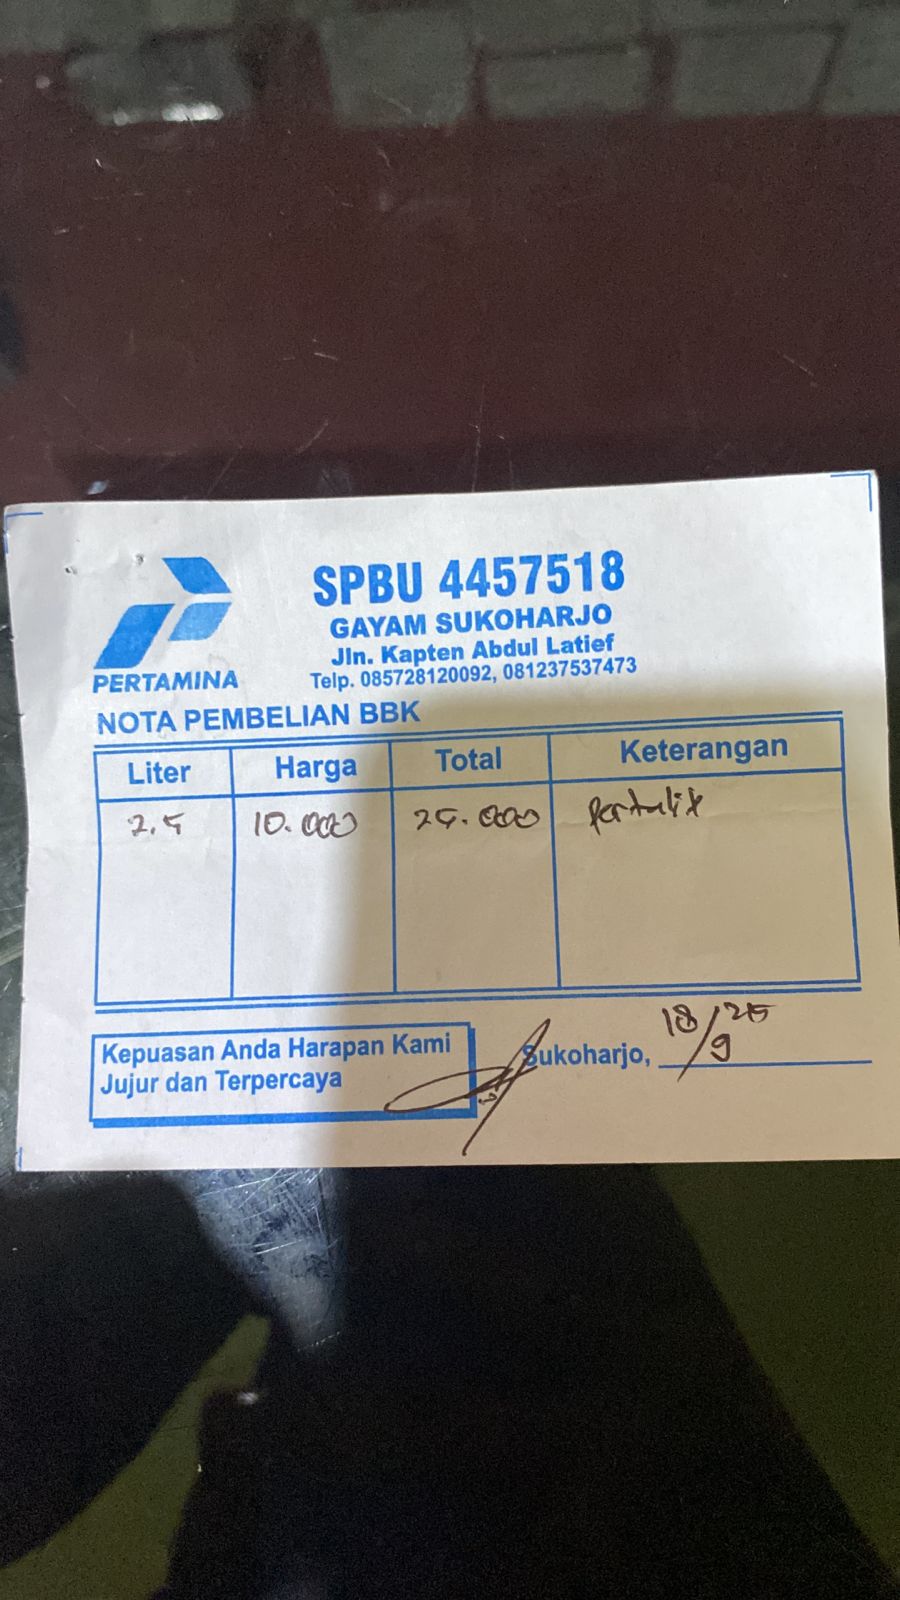 SPBU 4457518
GAYAM SUKOHARJO
Jln. Kapten Abdul Latief
Telp. 085728120092, 081237537473
PERTAMINA
NOTA PEMBELIAN BBK
Liter Harga Total Keterangan
2.5 10.000 25.000 Pertalit
Kepuasan Anda Harapan Kami
Jujur dan Terpercaya
Sukoharjo, 18/9 25